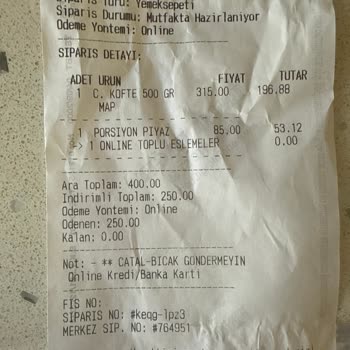 Siparis Turu: Yemeksepeti
Siparis Durumu: Mutfakta Hazirlaniyor
Odeme Yontemi: Online
SIPARIS DETAYI:
ADET URUN FIYAT TUTAR
1 C. KOFTE 500 GR 315.00 196.88
MAP
1 PORSIYON PIYAZ 85.00 53.12
-> 1 ONLINE TOPLU ESLEMELER 0.00
Ara Toplam: 400.00
Indirimli Toplam: 250.00
Odeme Yontemi: Online
Odenen: 250.00
Kalan: 0.00
Not: - ** CATAL-BICAK GONDERMEYIN
Online Kredi/Banka Karti
FIS NO:
SIPARIS NO: #keqg-lpz3
MERKEZ SIP. NO: #764951